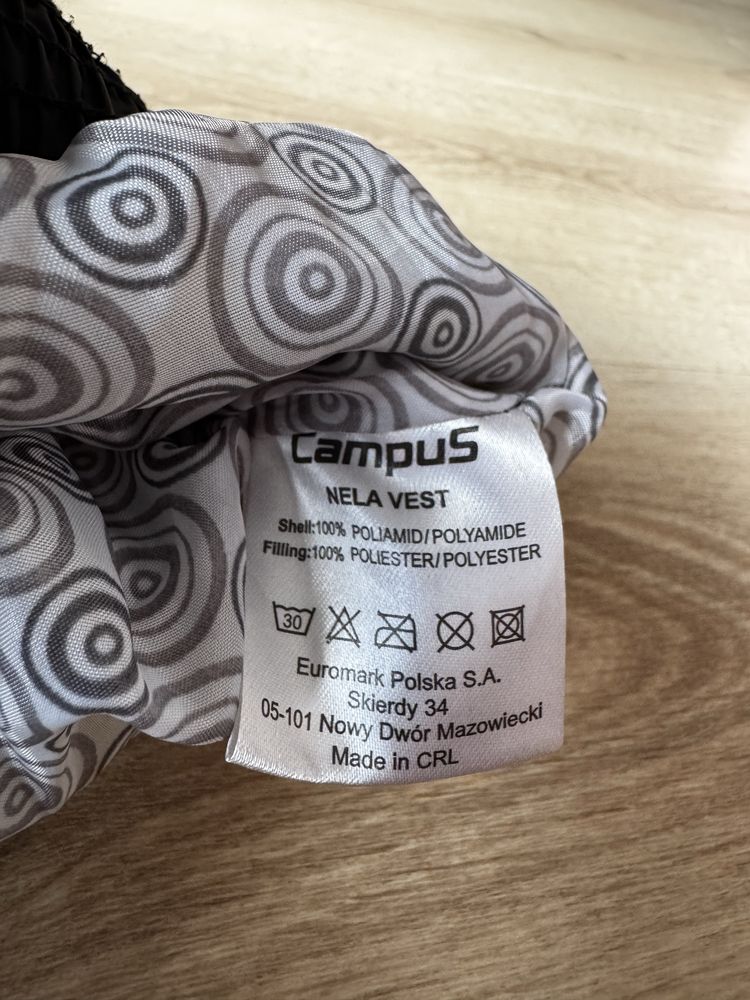 CampuS
NELA VEST
Shell:100% POLIAMID/POLYAMIDE
Filling:100% POLIESTER/POLYESTER
30
Euromark Polska S.A.
Skierdy 34
05-101 Nowy Dwór Mazowiecki
Made in CRL